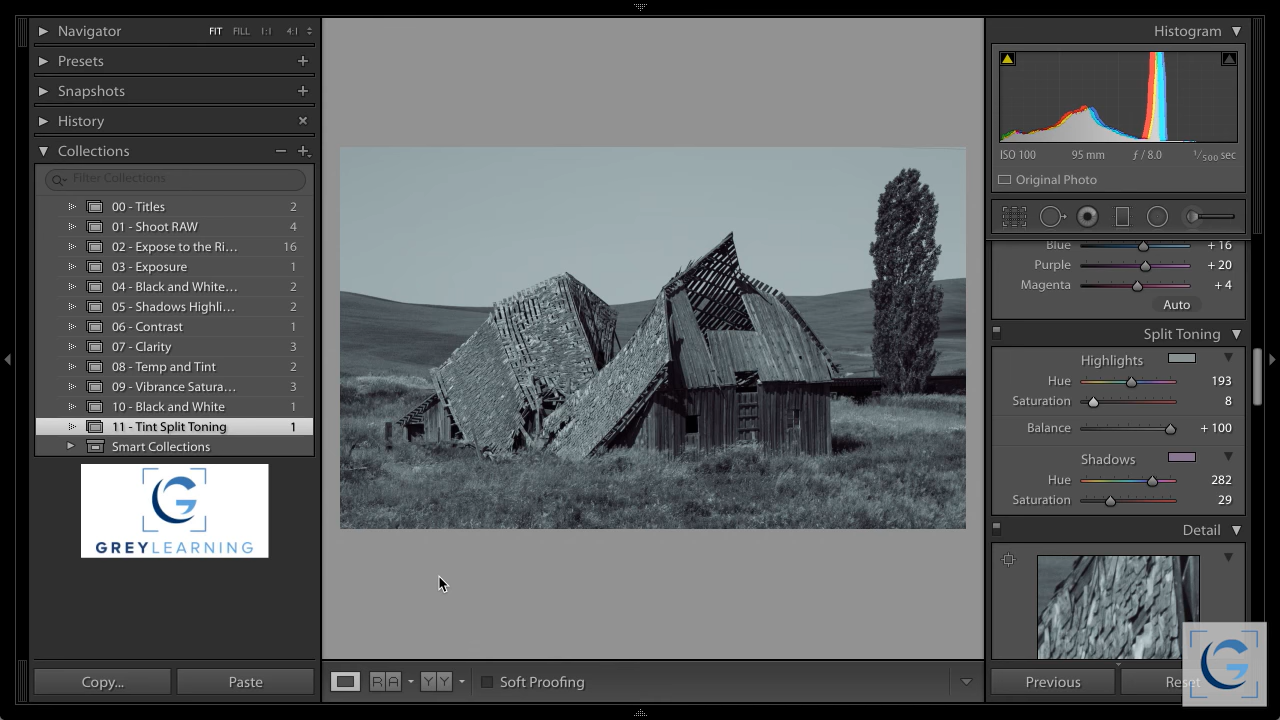 Navigator FIT FILL 1:1 4:1
Presets
Snapshots
History
Collections
Filter Collections
00 - Titles 2
01 - Shoot RAW 4
02 - Expose to the Ri... 16
03 - Exposure 1
04 - Black and White... 2
05 - Shadows Highli... 2
06 - Contrast 1
07 - Clarity 3
08 - Temp and Tint 2
09 - Vibrance Satura... 3
10 - Black and White 1
11 - Tint Split Toning 1
Smart Collections
GREYLEARNING
Copy... Paste
RA YY Soft Proofing
Histogram
ISO 100 95 mm ƒ / 8.0 1/500 sec
Original Photo
Blue + 16
Purple + 20
Magenta + 4
Auto
Split Toning
Highlights
Hue 193
Saturation 8
Balance + 100
Shadows
Hue 282
Saturation 29
Detail
Previous